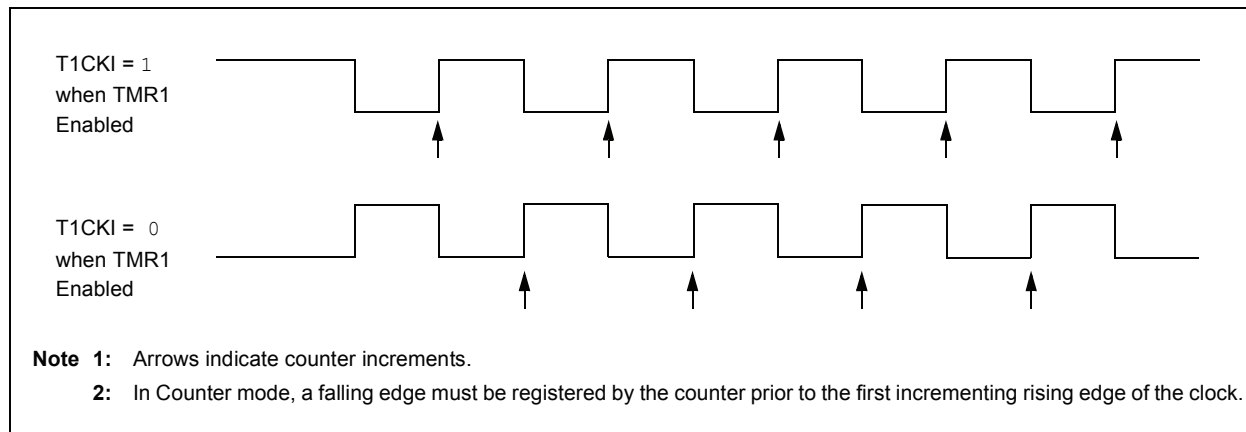 T1CKI = 1
when TMR1
Enabled
T1CKI = 0
when TMR1
Enabled
Note 1: Arrows indicate counter increments.
2: In Counter mode, a falling edge must be registered by the counter prior to the first incrementing rising edge of the clock.